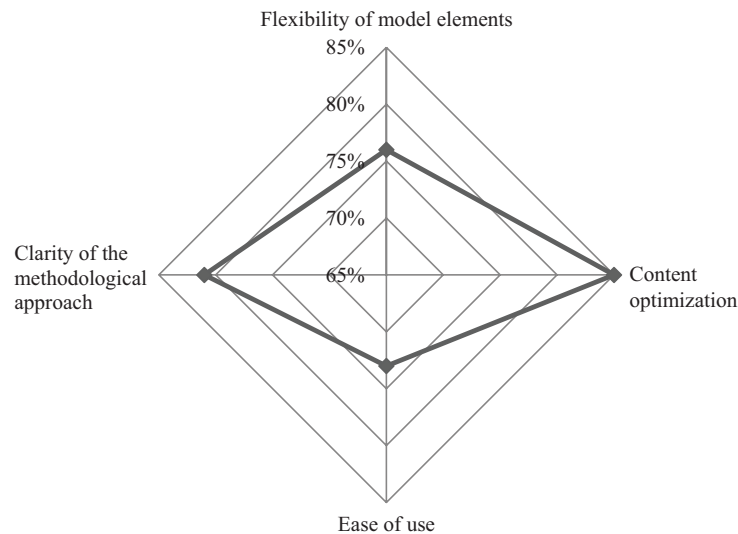 Flexibility of model elements
85%
80%
75%
70%
65%
Clarity of the
methodological
approach
Content
optimization
Ease of use